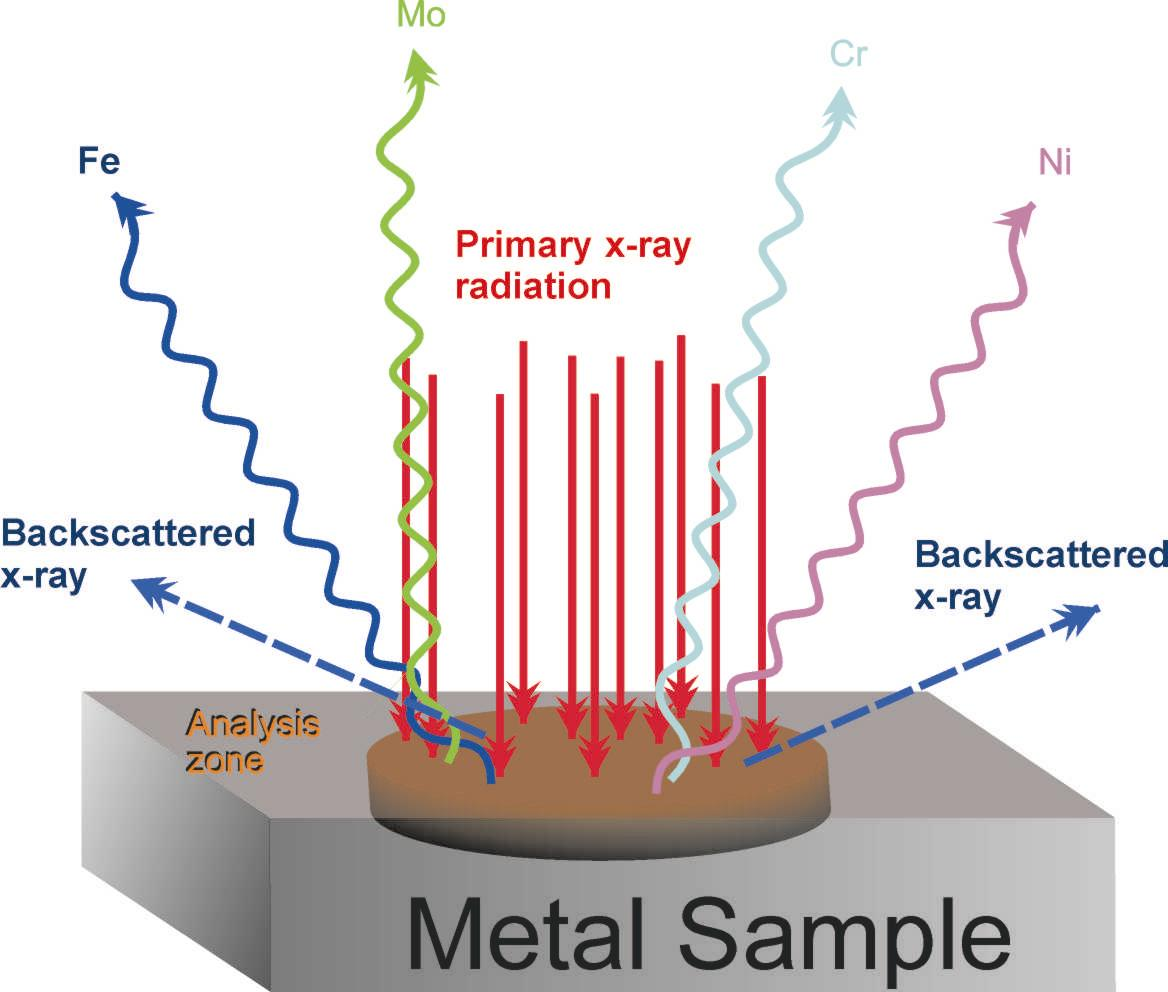 Mo
Cr
Fe
Ni
Primary x-ray
radiation
Backscattered
x-ray
Backscattered
x-ray
Analysis
zone
Metal Sample